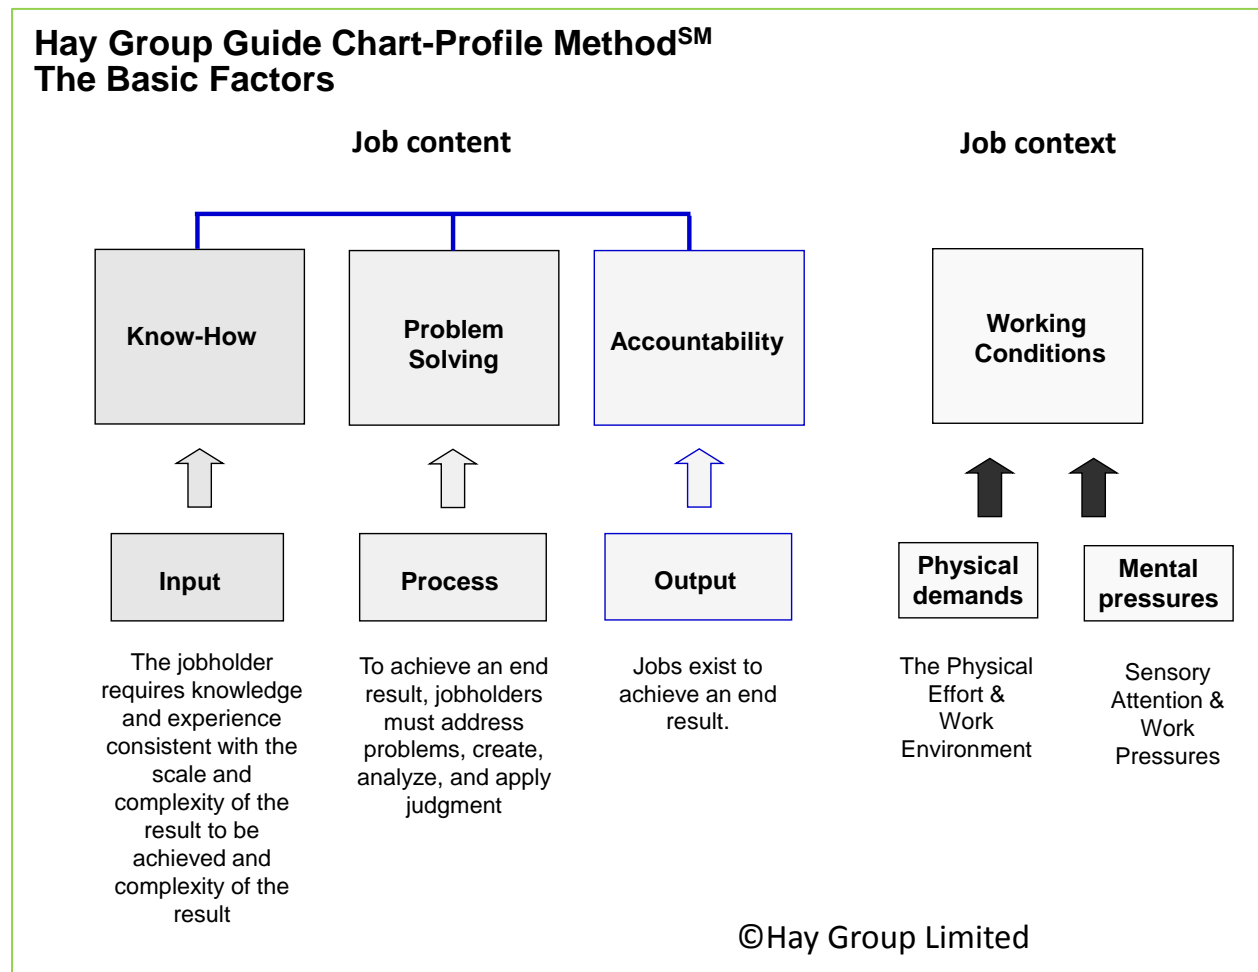 Hay Group Guide Chart-Profile MethodSM
The Basic Factors
Job content
Job context
Know-How
Problem
Solving
Accountability
Working
Conditions
Input
Process
Output
Physical
demands
Mental
pressures
The jobholder
requires knowledge
and experience
consistent with the
scale and
complexity of the
result to be
achieved and
complexity of the
result
To achieve an end
result, jobholders
must address
problems, create,
analyze, and apply
judgment
Jobs exist to
achieve an end
result.
The Physical
Effort &
Work
Environment
Sensory
Attention &
Work
Pressures
©Hay Group Limited